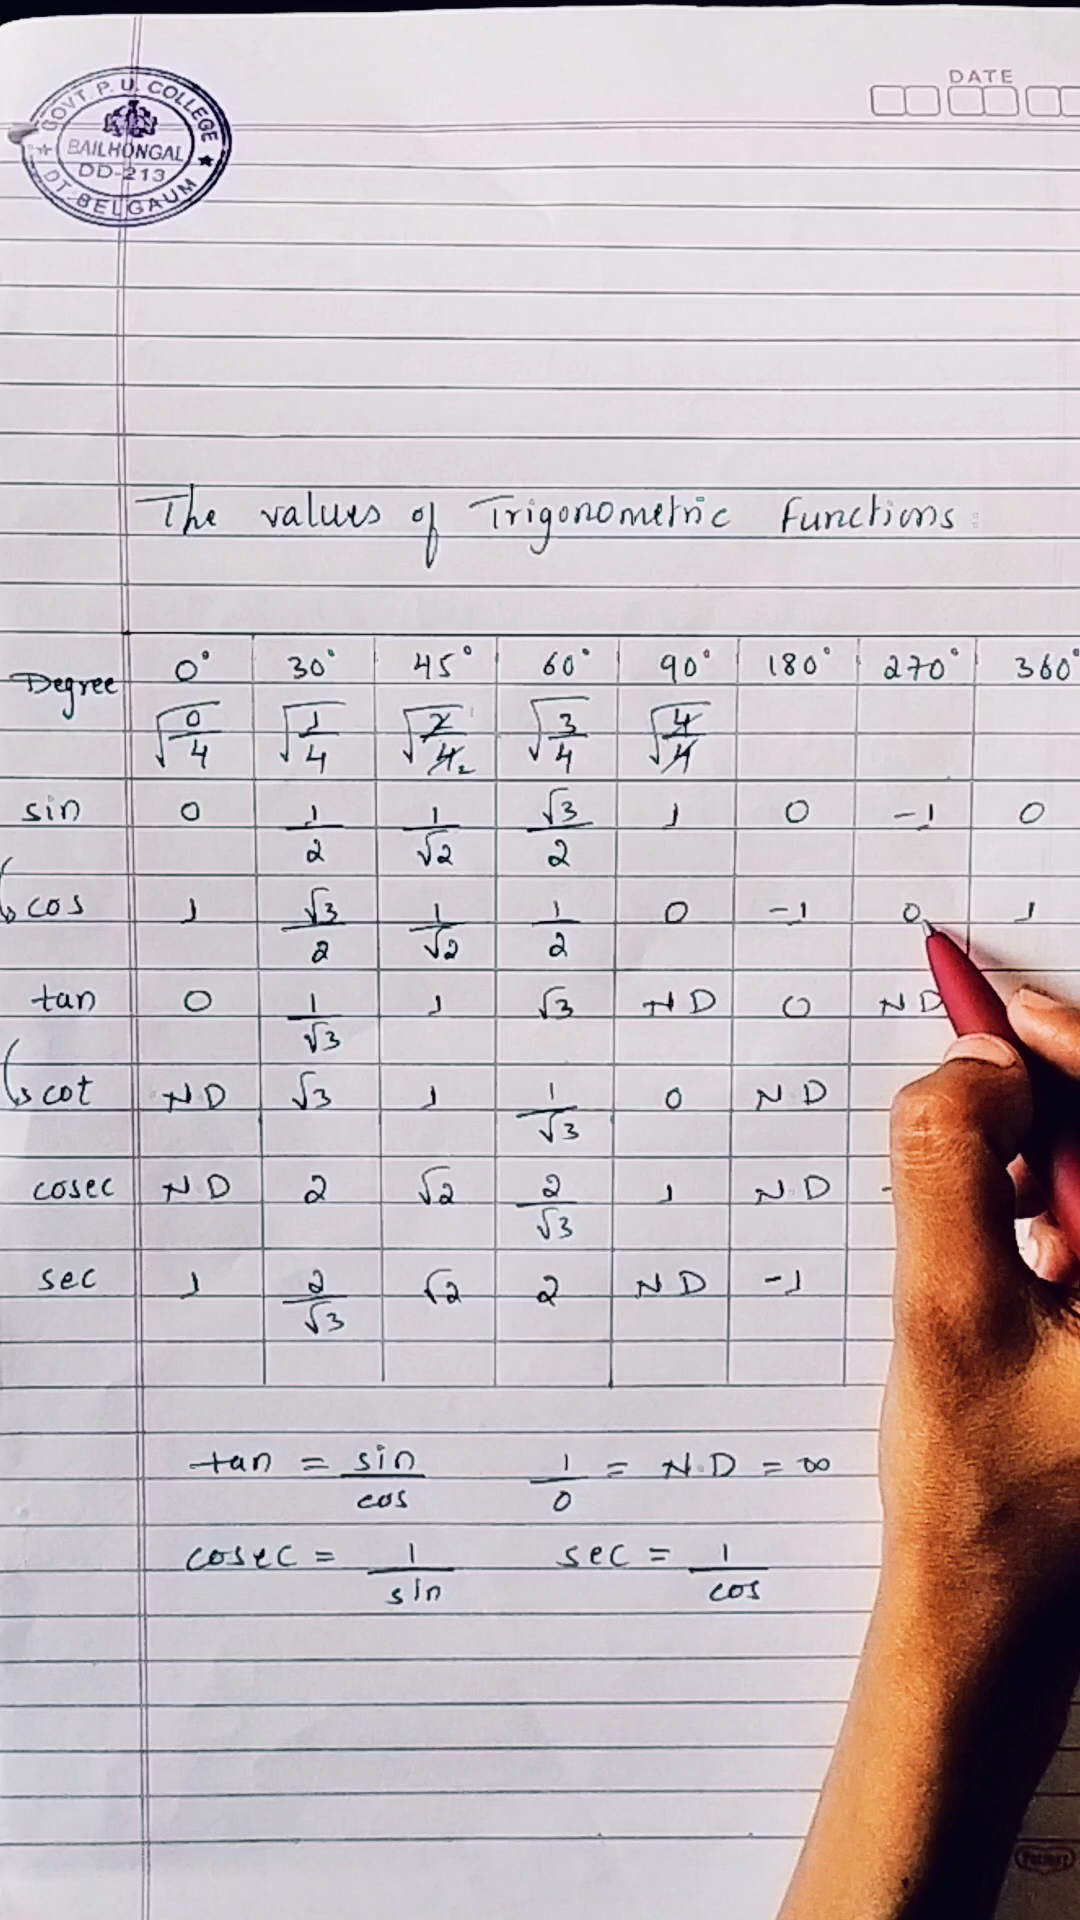 GOVT. P. U. COLLEGE
BAILHONGAL
DD-213
DT. BELGAUM
DATE
The values of Trigonometric Functions:
Degree 0° 30° 45° 60° 90° 180° 270° 360°
√(0/4) √(1/4) √(2/4) 2 √(3/4) √(4/4)
sin 0 1/2 1/√2 √3/2 1 0 -1 0
cos 1 √3/2 1/√2 1/2 0 -1 0 1
tan 0 1/√3 1 √3 ND 0 ND
cot ND √3 1 1/√3 0 ND
cosec ND 2 √2 2/√3 1 ND
sec 1 2/√3 √2 2 ND -1
tan = sin/cos 1/0 = N.D = ∞
cosec = 1/sin sec = 1/cos